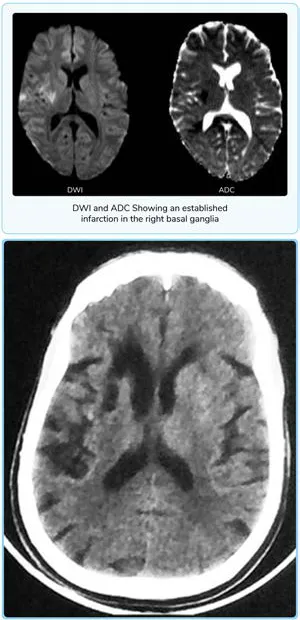 DWI
ADC
DWI and ADC Showing an established
infarction in the right basal ganglia